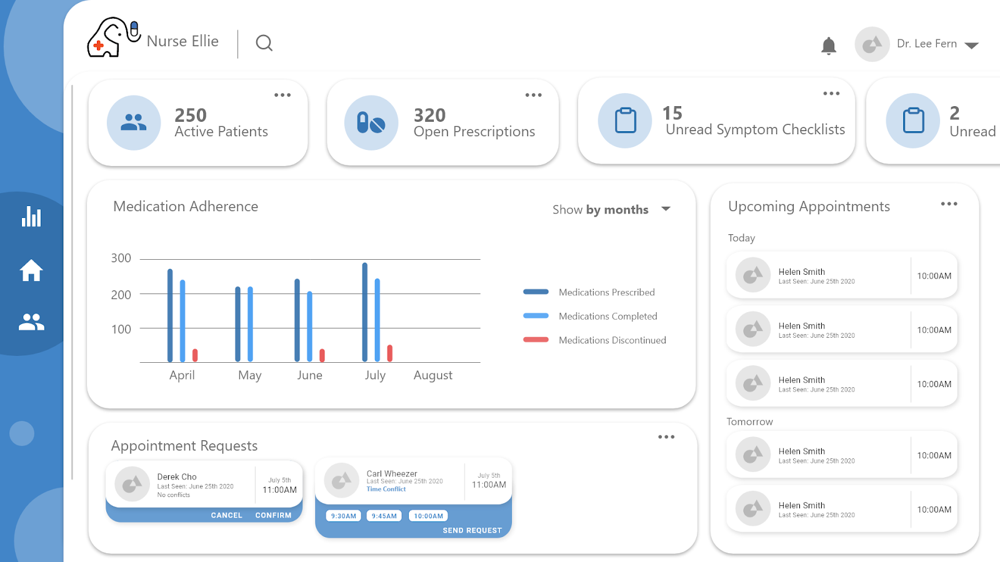 Nurse Ellie
Dr. Lee Fern
250
Active Patients
320
Open Prescriptions
15
Unread Symptom Checklists
2
Unread
Medication Adherence
Show by months
300
200
100
April
May
June
July
August
Medications Prescribed
Medications Completed
Medications Discontinued
Upcoming Appointments
Today
Helen Smith
Last Seen: June 25th 2020
10:00AM
Helen Smith
Last Seen: June 25th 2020
10:00AM
Helen Smith
Last Seen: June 25th 2020
10:00AM
Tomorrow
Helen Smith
Last Seen: June 25th 2020
10:00AM
Helen Smith
Last Seen: June 25th 2020
10:00AM
Appointment Requests
Derek Cho
Last Seen: June 25th 2020
No conflicts
July 5th
11:00AM
CANCEL
CONFIRM
Carl Wheezer
Last Seen: June 25th 2020
Time Conflict
July 5th
11:00AM
9:30AM
9:45AM
10:00AM
SEND REQUEST